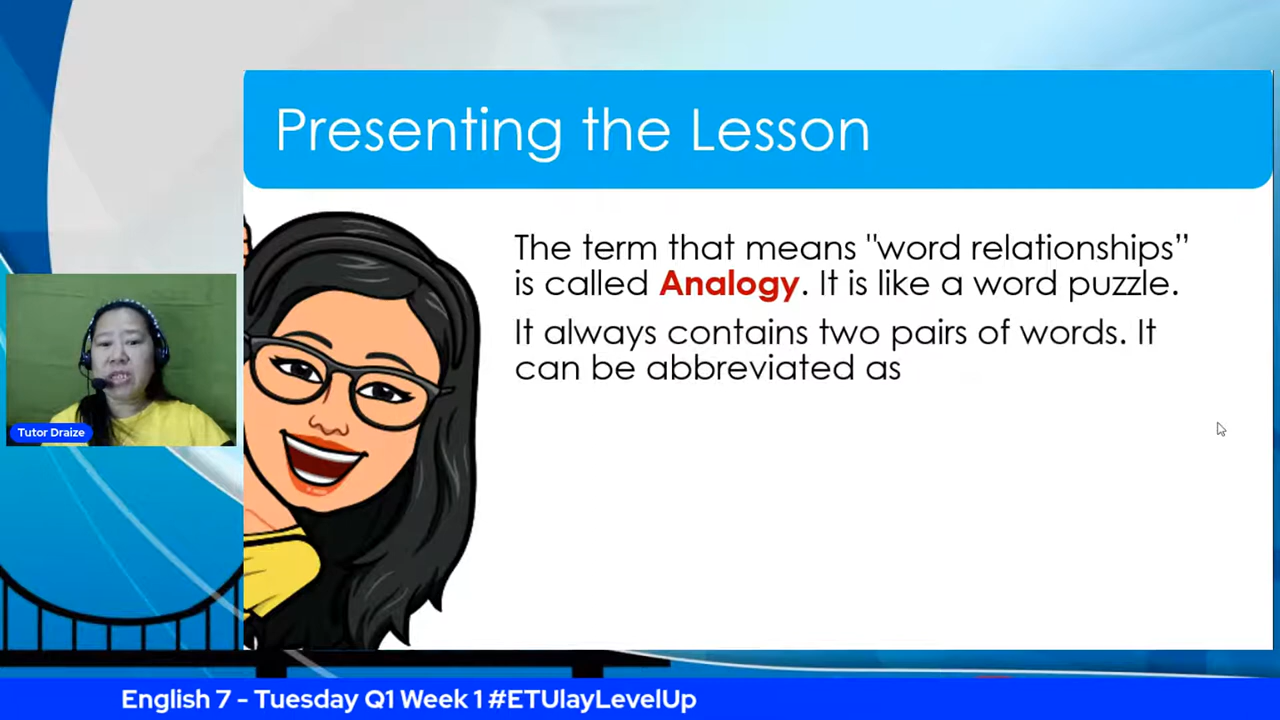 Presenting the Lesson
The term that means "word relationships”
is called Analogy. It is like a word puzzle.
It always contains two pairs of words. It
can be abbreviated as
Tutor Draize
English 7 - Tuesday Q1 Week 1 #ETUlayLevelUp